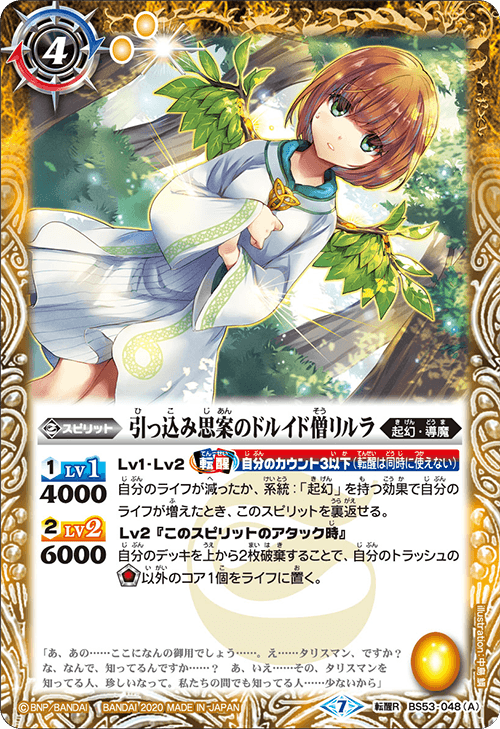 4
スピリット
引っ込み思案のドルイド僧リルラ
起幻・導魔
1 LV1
4000
2 LV2
6000
Lv1・Lv2 転醒 自分のカウント3以下(転醒は同時に使えない)
自分のライフが減ったか、系統:「起幻」を持つ効果で自分の
ライフが増えたとき、このスピリットを裏返せる。
Lv2『このスピリットのアタック時』
自分のデッキを上から2枚破棄することで、自分のトラッシュの
以外のコア1個をライフに置く。
「あ、あの……ここになんの御用でしょう……。え……タリスマン、ですか?
な、なんで、知ってるんですか……? あ、いえ……その、タリスマンを
知ってる人、珍しいなって。私たちの間でも知ってる人……少ないから」
illustration:中島 鯛
©BNP/BANDAI BANDAI 2020 MADE IN JAPAN
7
転醒R BS53-048(A)